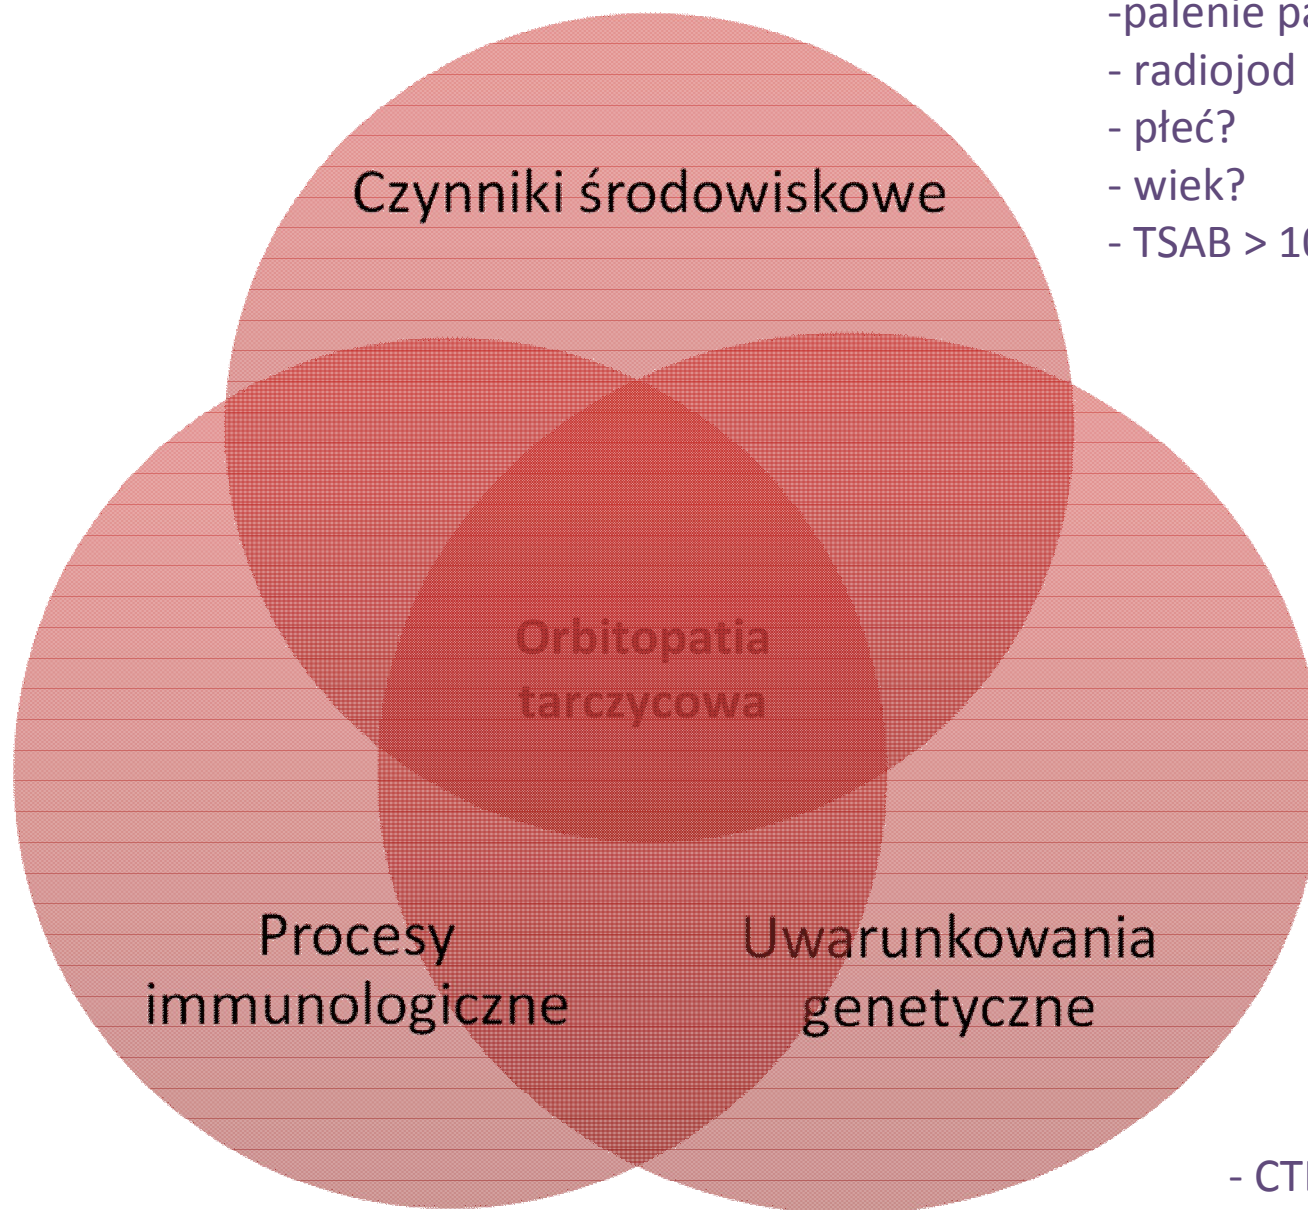 -palenie
- radiojod
- płeć?
- wiek?
- TSAB >
Czynniki środowiskowe
Orbitopatia
tarczycowa
Procesy
immunologiczne
Uwarunkowania
genetyczne
-